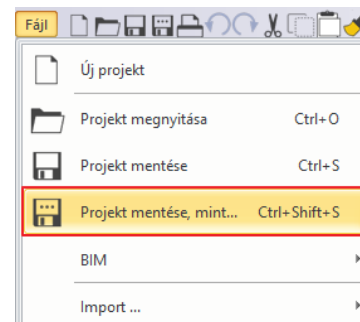 Fájl
Új projekt
Projekt megnyitása Ctrl+O
Projekt mentése Ctrl+S
Projekt mentése, mint... Ctrl+Shift+S
BIM
Import ...